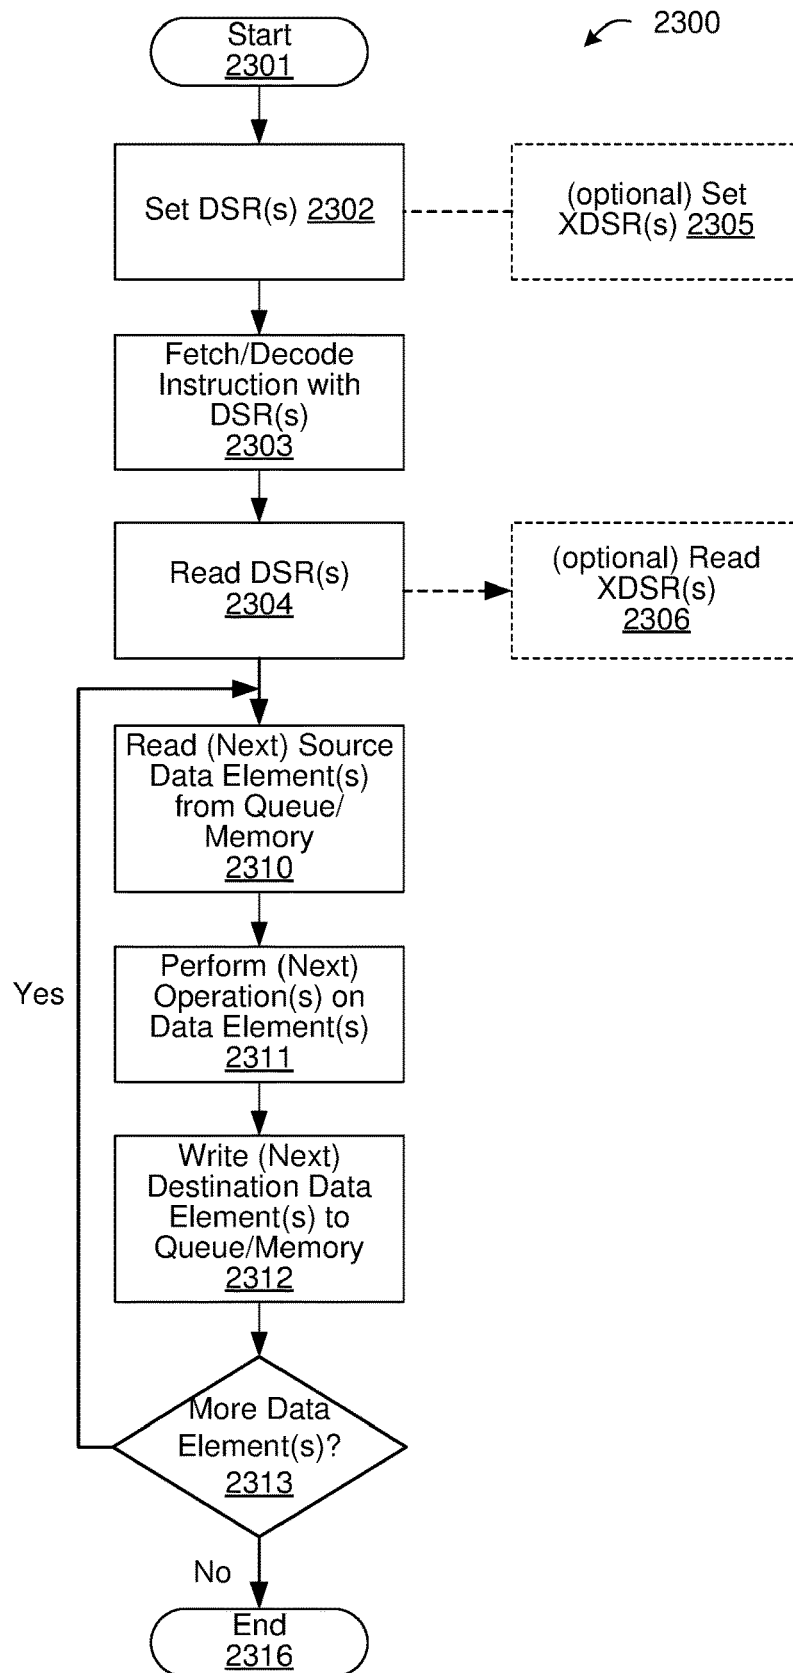 2300
Start
2301
Set DSR(s) 2302
(optional) Set
XDSR(s) 2305
Fetch/Decode
Instruction with
DSR(s)
2303
Read DSR(s)
2304
(optional) Read
XDSR(s)
2306
Read (Next) Source
Data Element(s)
from Queue/
Memory
2310
Perform (Next)
Operation(s) on
Data Element(s)
2311
Yes
Write (Next)
Destination Data
Element(s) to
Queue/Memory
2312
More Data
Element(s)?
2313
No
End
2316